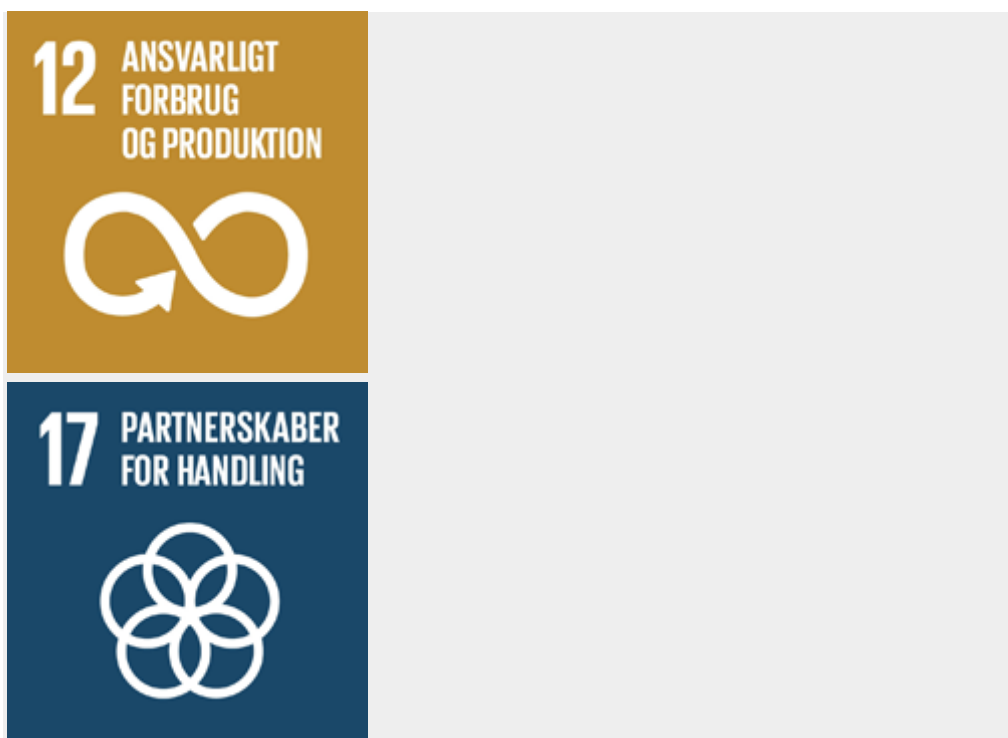 12 ANSVARLIGT
FORBRUG
OG PRODUKTION
17 PARTNERSKABER
FOR HANDLING